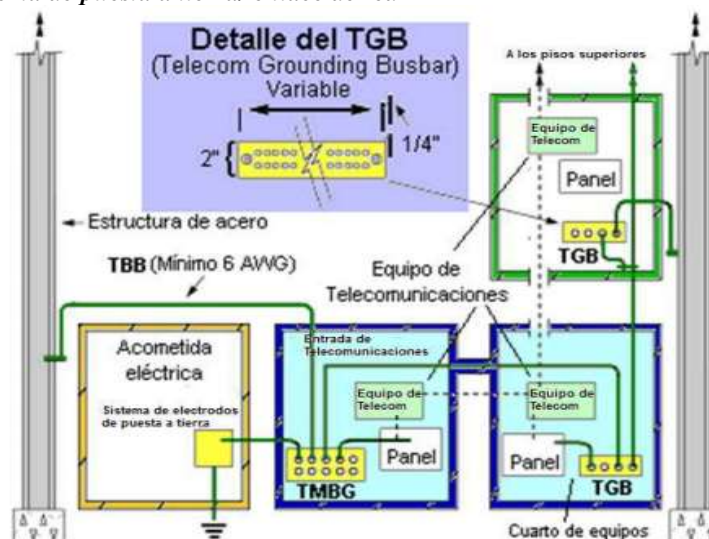 Detalle del TGB
(Telecom Grounding Busbar)
Variable
2"
1/4"
A los pisos superiores
Equipo de
Telecom
Panel
TGB
Estructura de acero
TBB (Mínimo 6 AWG)
Equipo de
Telecomunicaciones
Acometida
eléctrica
Sistema de electrodos
de puesta a tierra
Entrada de
Telecomunicaciones
Equipo de
Telecom
Panel
TMBG
Equipo de
Telecom
Panel
TGB
Cuarto de equipos